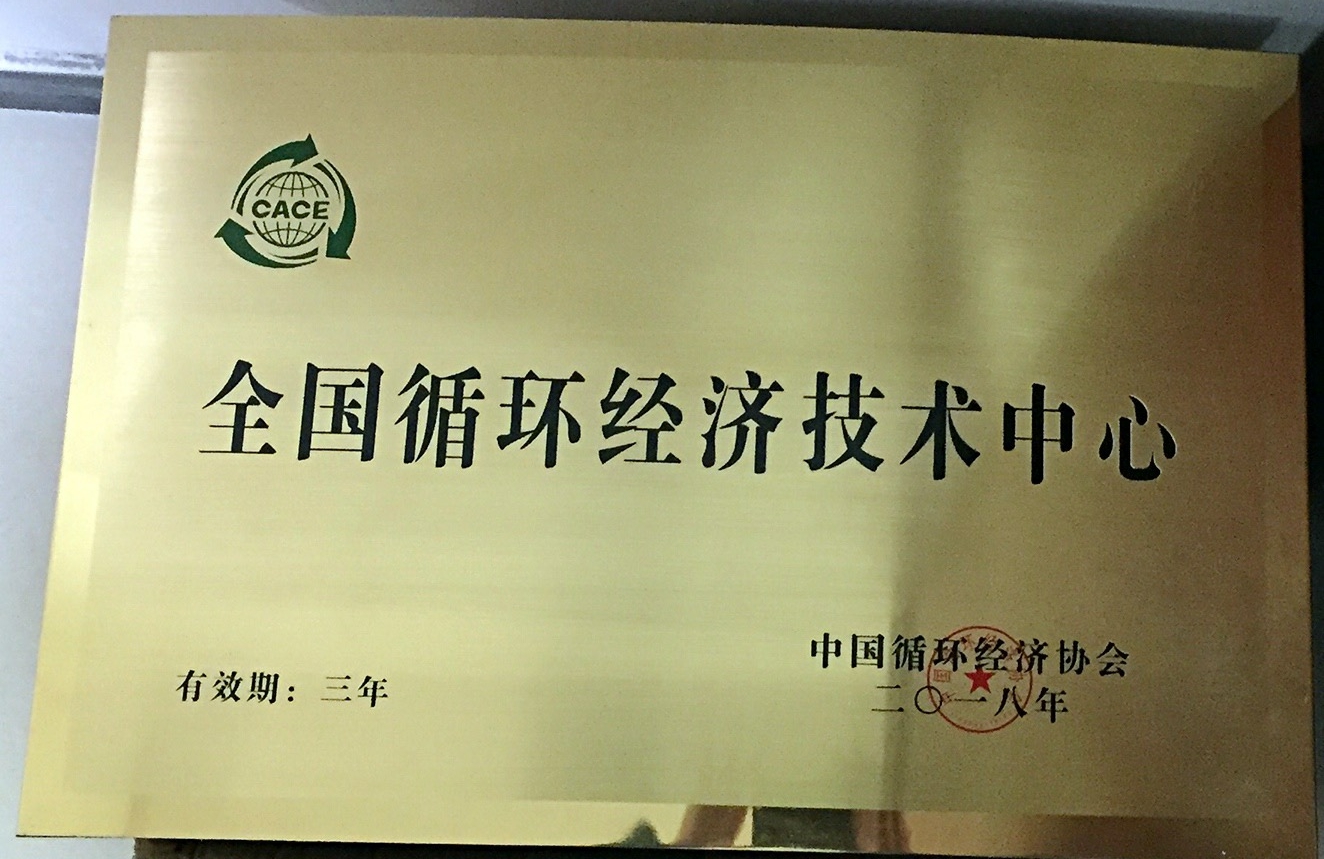 CACE
全国循环经济技术中心
有效期：三年
中国循环经济协会
二〇一八年